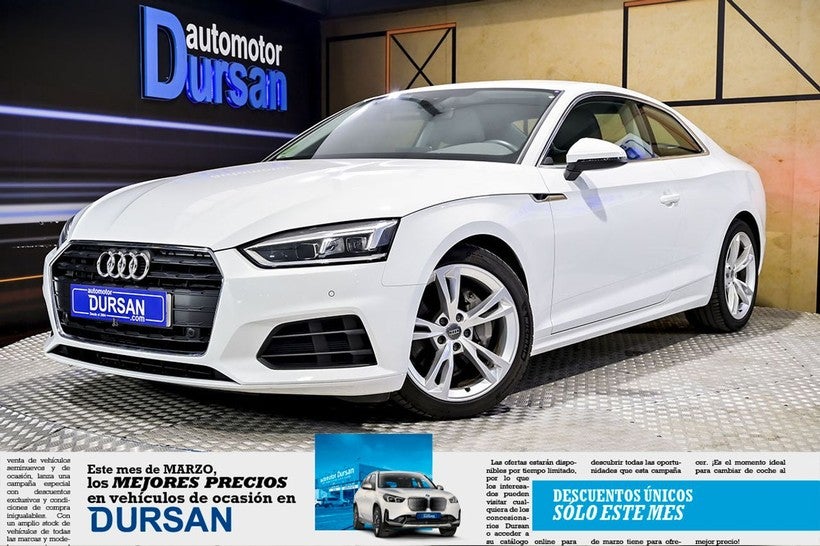 automotor
Dursan
automotor
DURSAN
.com
Desde el 2004
venta de vehículos
seminuevos y de
ocasión, lanza una
campaña especial
con descuentos
exclusivos y condi-
ciones de compra
inigualables. Con
un amplio stock de
vehículos de todas
las marcas y mode-
Este mes de MARZO,
los MEJORES PRECIOS
en vehículos de ocasión en
DURSAN
automotor Dursan
Las ofertas estarán dispo-
nibles por tiempo limitado,
por lo que
los interesa-
dos pueden
visitar cual-
quiera de los
concesiona-
rios Dursan
o acceder a
su catálogo online para
descubrir todas las oportu-
nidades que esta campaña
de marzo tiene para ofre-
cer. ¡Es el momento ideal
para cambiar de coche al
mejor precio!
DESCUENTOS ÚNICOS
SÓLO ESTE MES